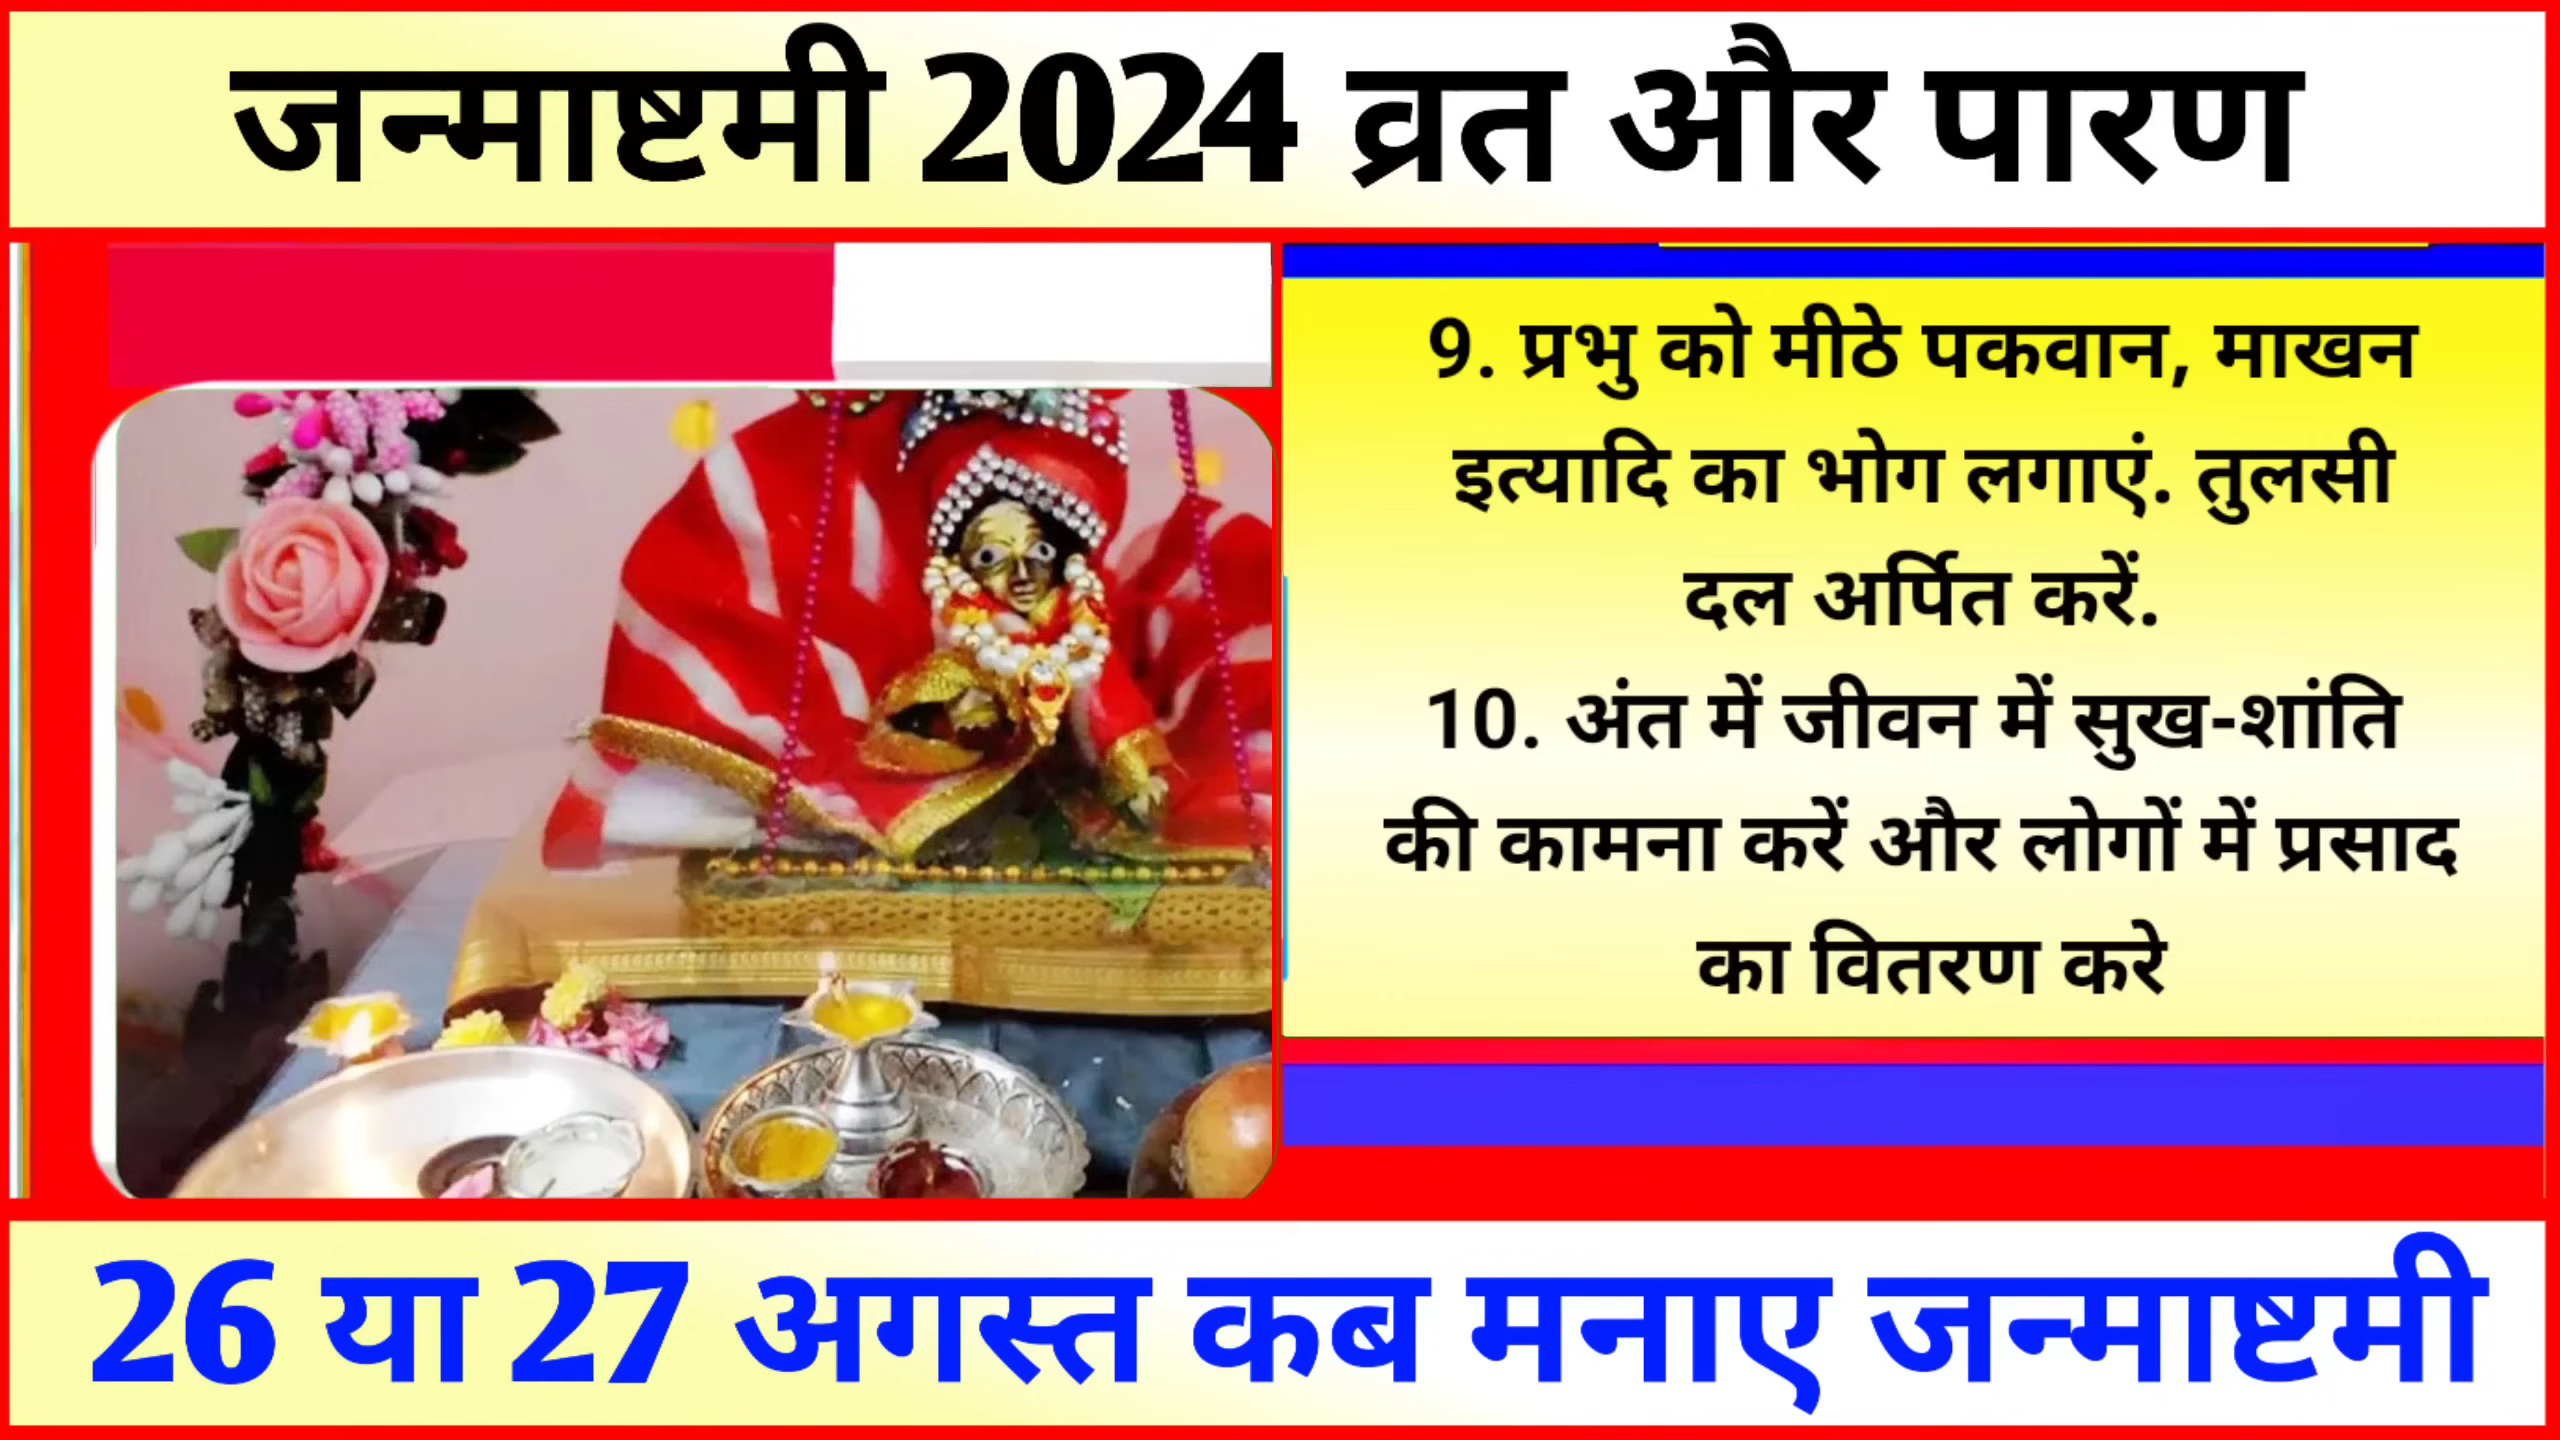 जन्माष्टमी 2024 व्रत और पारण
9. प्रभु को मीठे पकवान, माखन
इत्यादि का भोग लगाएं. तुलसी
दल अर्पित करें.
10. अंत में जीवन में सुख-शांति
की कामना करें और लोगों में प्रसाद
का वितरण करे
26 या 27 अगस्त कब मनाए जन्माष्टमी